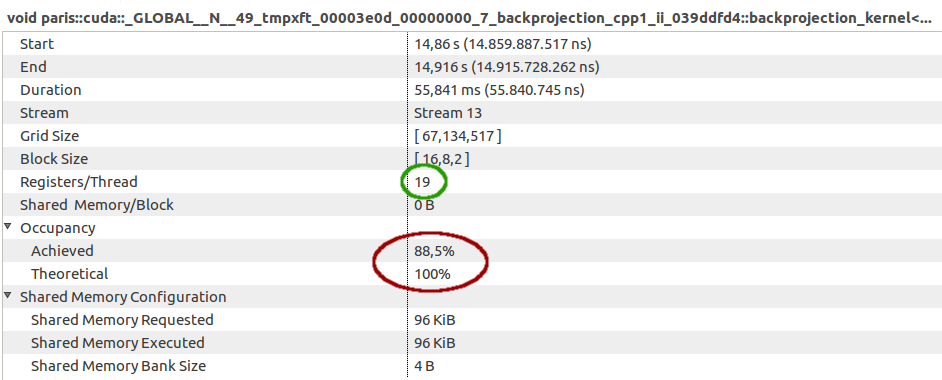 void paris::cuda::_GLOBAL__N__49_tmpxft_00003e0d_00000000_7_backprojection_cpp1_ii_039ddfd4::backprojection_kernel<...
Start 14,86 s (14.859.887.517 ns)
End 14,916 s (14.915.728.262 ns)
Duration 55,841 ms (55.840.745 ns)
Stream Stream 13
Grid Size [ 67,134,517 ]
Block Size [ 16,8,2 ]
Registers/Thread 19
Shared Memory/Block 0 B
Occupancy
Achieved 88,5%
Theoretical 100%
Shared Memory Configuration
Shared Memory Requested 96 KiB
Shared Memory Executed 96 KiB
Shared Memory Bank Size 4 B